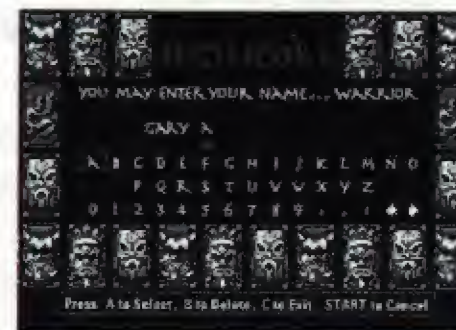 YOU MAY ENTER YOUR NAME... WARRIOR
GARY A
A B C D E F G H I J K L M N O
P Q R S T U V W X Y Z
0 1 2 3 4 5 6 7 8 9 . , :
Press A to Select, B to Delete, C to Exit START to Cancel